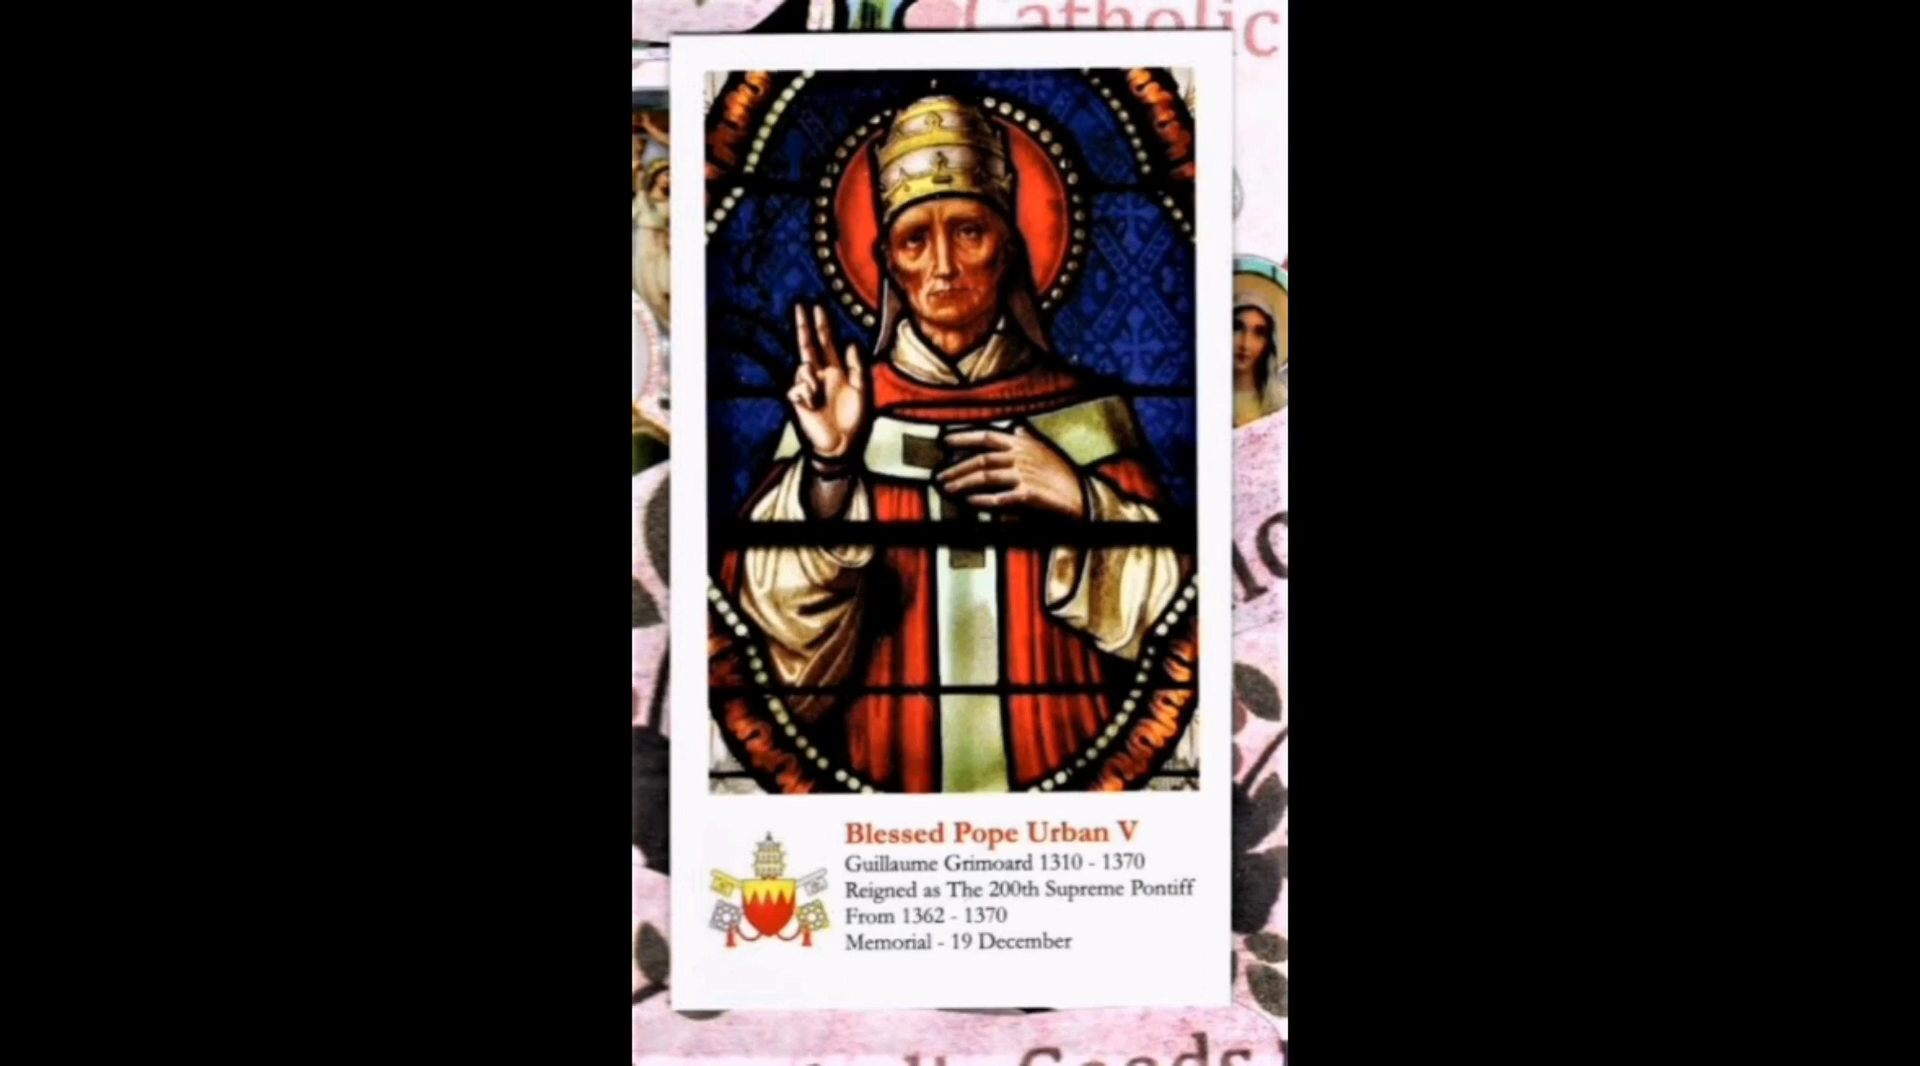 Catholic
Blessed Pope Urban V
Guillaume Grimoard 1310 - 1370
Reigned as The 200th Supreme Pontiff
From 1362 - 1370
Memorial - 19 December
Goods